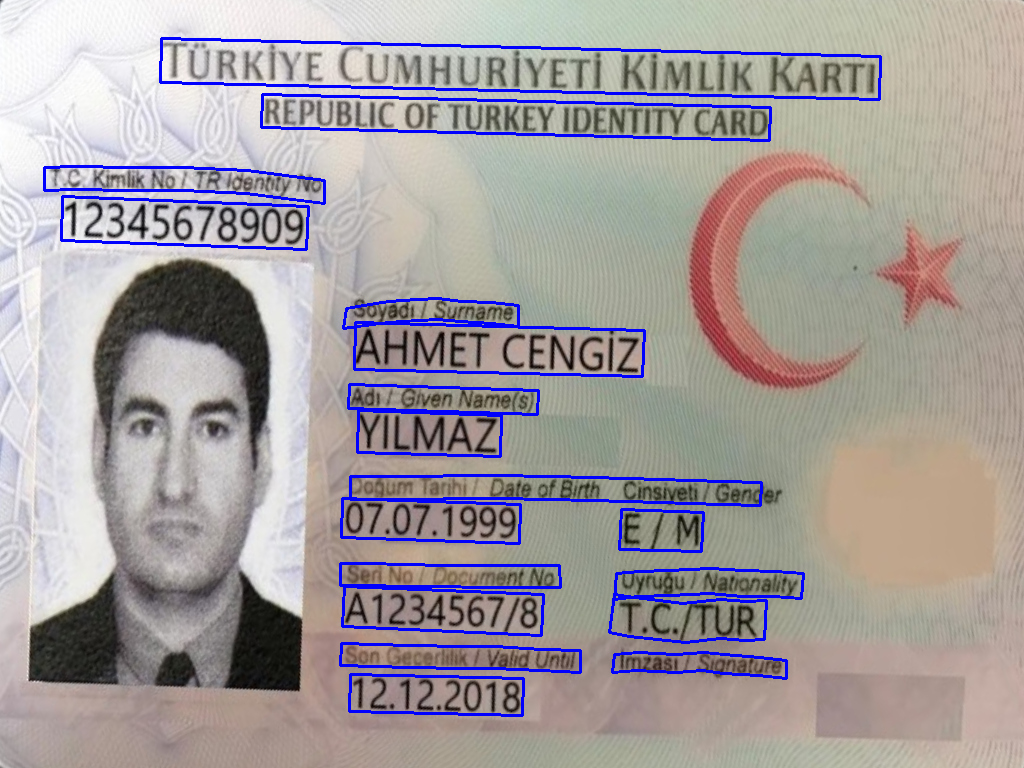 TÜRKİYE CUMHURİYETİ KİMLİK KARTI
REPUBLIC OF TURKEY IDENTITY CARD
T.C. Kimlik No / TR Identity No
12345678909
Soyadı / Surname
AHMET CENGİZ
Adı / Given Name(s)
YILMAZ
Doğum Tarihi / Date of Birth Cinsiyeti / Gender
07.07.1999 E / M
Seri No / Document No Uyruğu / Nationality
A1234567/8 T.C./TUR
Son Geçerlilik / Valid Until İmzası / Signature
12.12.2018